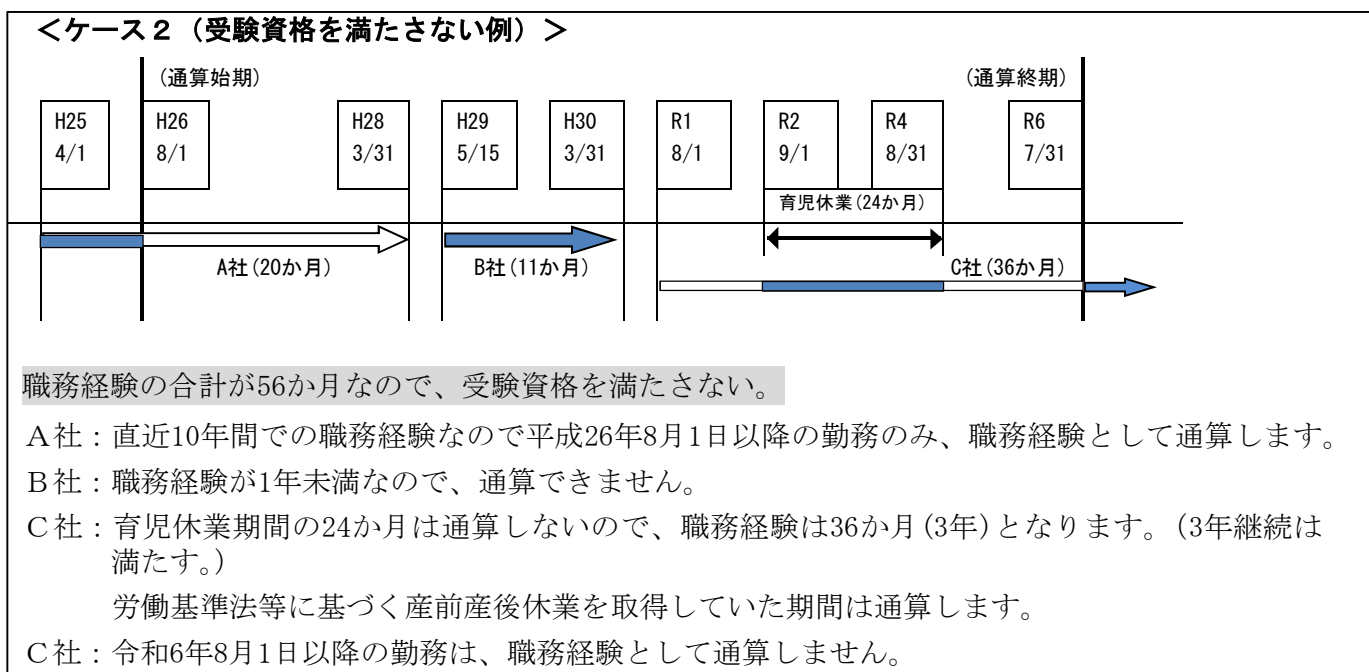 ＜ケース２（受験資格を満たさない例）＞
(通算始期)
(通算終期)
H25 4/1
H26 8/1
H28 3/31
H29 5/15
H30 3/31
R1 8/1
R2 9/1
R4 8/31
R6 7/31
育児休業(24か月)
A社(20か月)
B社(11か月)
C社(36か月)
職務経験の合計が56か月なので、受験資格を満たさない。
Ａ社：直近10年間での職務経験なので平成26年8月1日以降の勤務のみ、職務経験として通算します。
Ｂ社：職務経験が1年未満なので、通算できません。
Ｃ社：育児休業期間の24か月は通算しないので、職務経験は36か月(3年)となります。(3年継続は
満たす。)
労働基準法等に基づく産前産後休業を取得していた期間は通算します。
Ｃ社：令和6年8月1日以降の勤務は、職務経験として通算しません。